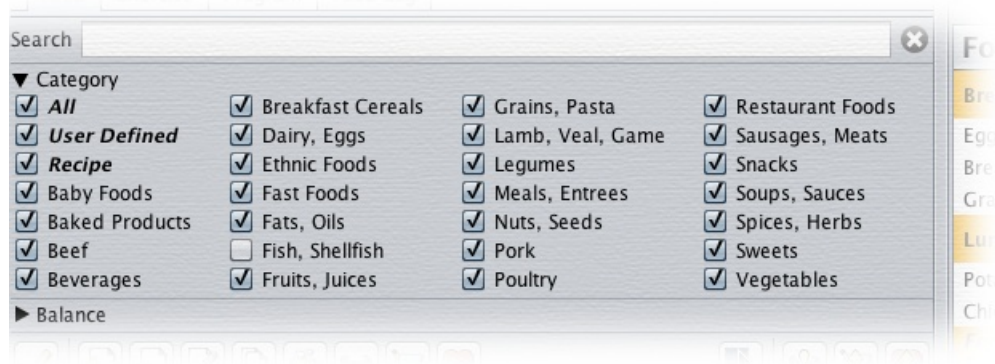 Search
Category
All Breakfast Cereals Grains, Pasta Restaurant Foods
User Defined Dairy, Eggs Lamb, Veal, Game Sausages, Meats
Recipe Ethnic Foods Legumes Snacks
Baby Foods Fast Foods Meals, Entrees Soups, Sauces
Baked Products Fats, Oils Nuts, Seeds Spices, Herbs
Beef Fish, Shellfish Pork Sweets
Beverages Fruits, Juices Poultry Vegetables
Balance